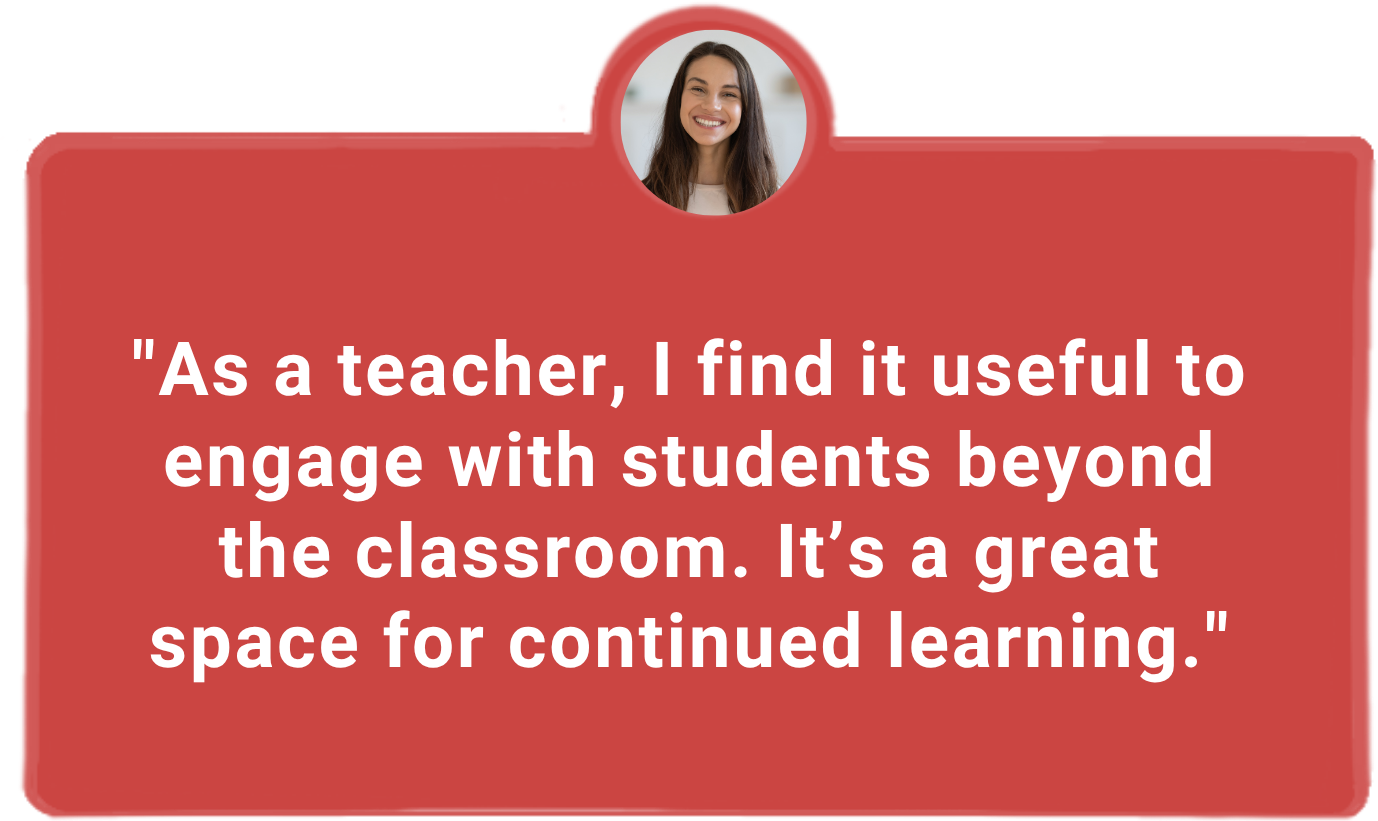 "As a teacher, I find it useful to
engage with students beyond
the classroom. It’s a great
space for continued learning."